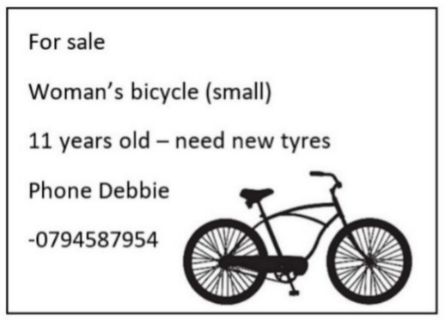 For sale
Woman’s bicycle (small)
11 years old – need new tyres
Phone Debbie
-0794587954